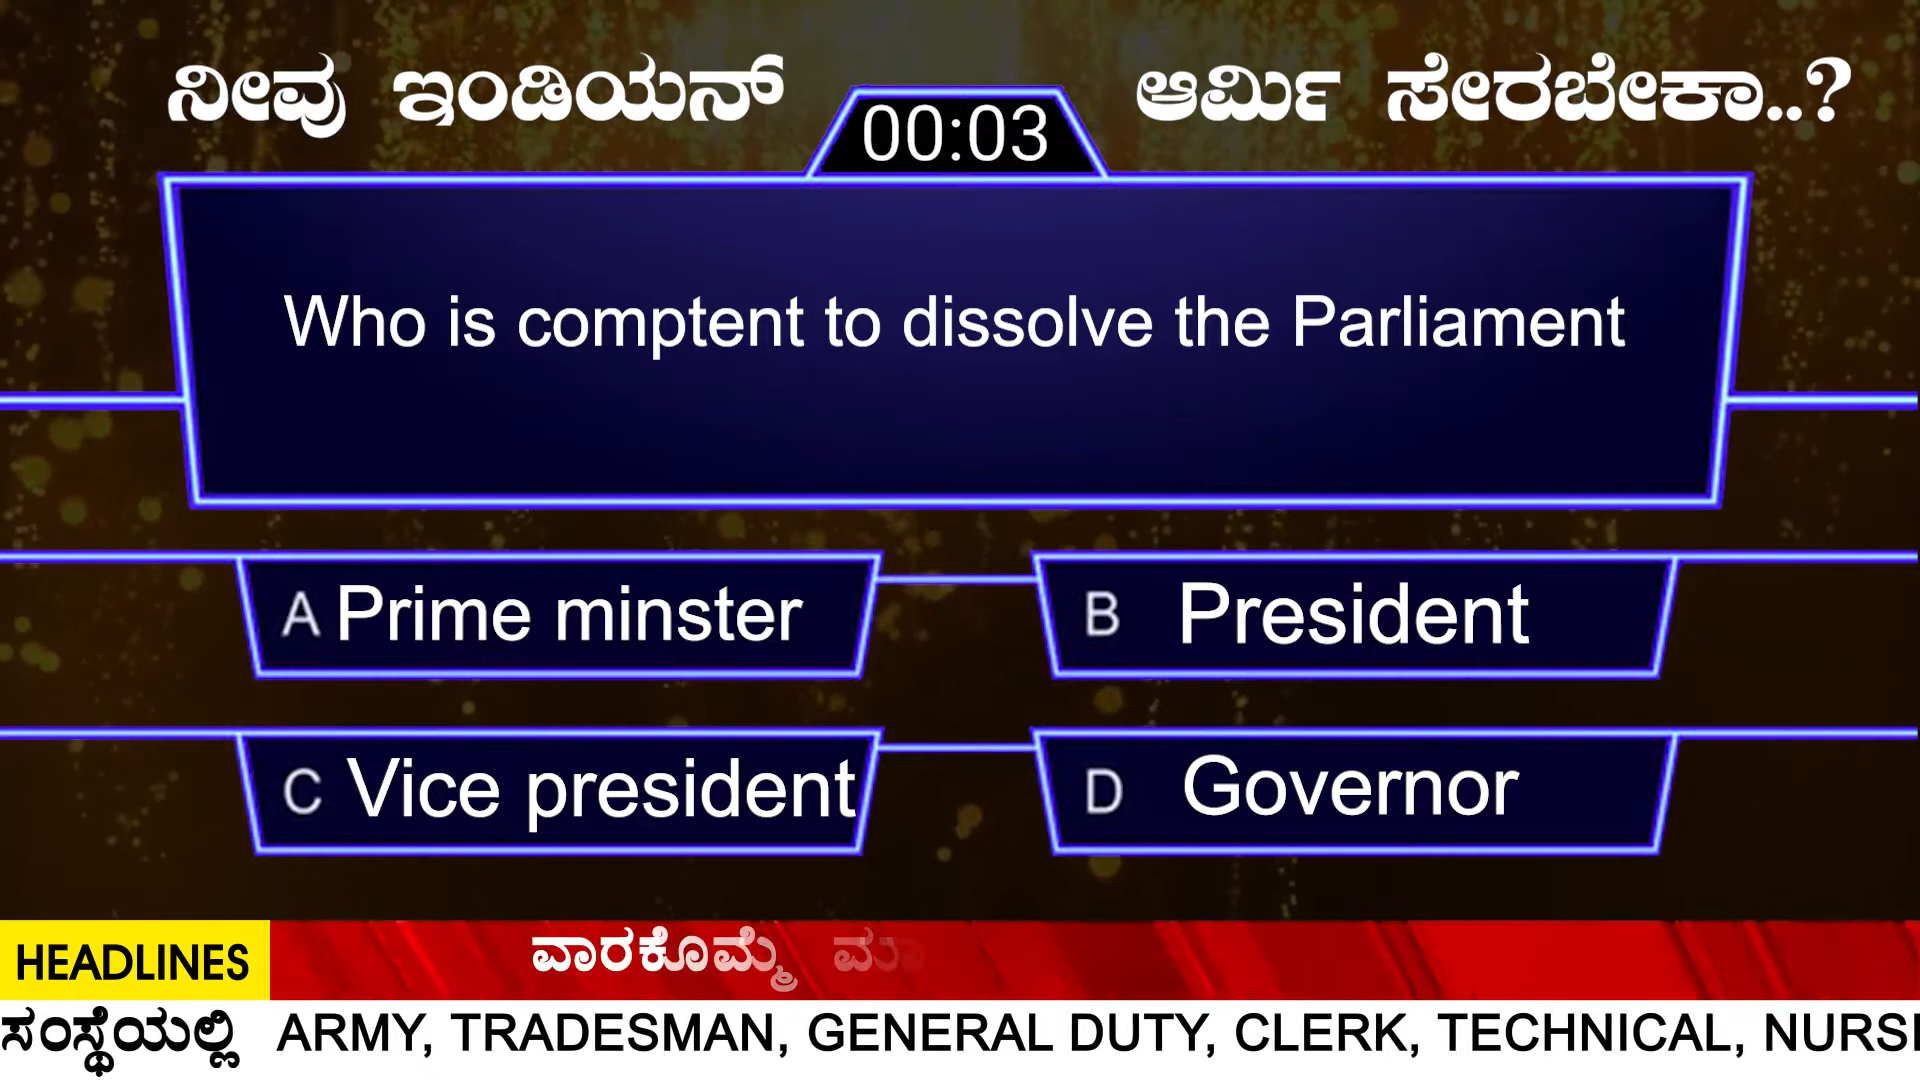 ನೀವು ಇಂಡಿಯನ್ ಆರ್ಮಿ ಸೇರಬೇಕಾ..?
00:03
Who is comptent to dissolve the Parliament
A Prime minster
B President
C Vice president
D Governor
HEADLINES ವಾರಕೊಮ್ಮೆ
ಸಂಸ್ಥೆಯಲ್ಲಿ ARMY, TRADESMAN, GENERAL DUTY, CLERK, TECHNICAL, NURSI